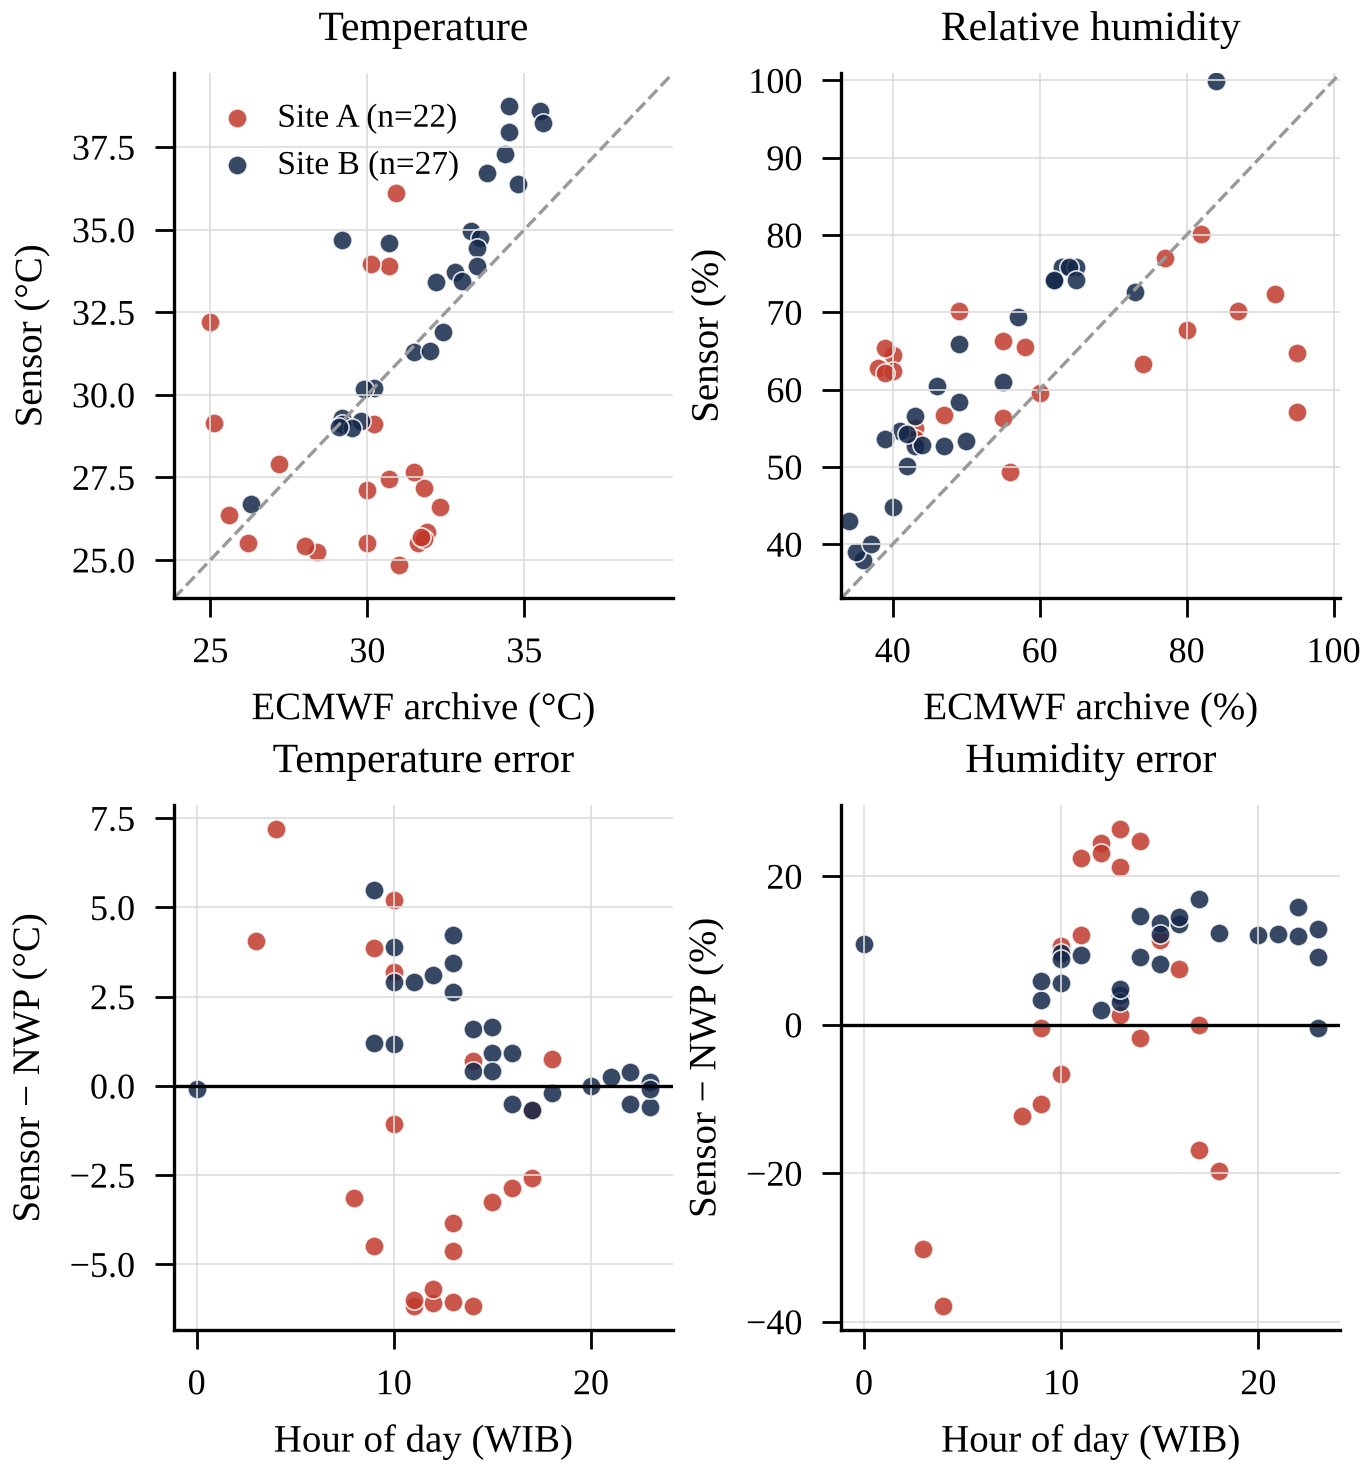 Temperature
Sensor (°C)
37.5
35.0
32.5
30.0
27.5
25.0
Site A (n=22)
Site B (n=27)
25 30 35
ECMWF archive (°C)
Relative humidity
Sensor (%)
100
90
80
70
60
50
40
40 60 80 100
ECMWF archive (%)
Temperature error
Sensor − NWP (°C)
7.5
5.0
2.5
0.0
−2.5
−5.0
0 10 20
Hour of day (WIB)
Humidity error
Sensor − NWP (%)
20
0
−20
−40
0 10 20
Hour of day (WIB)